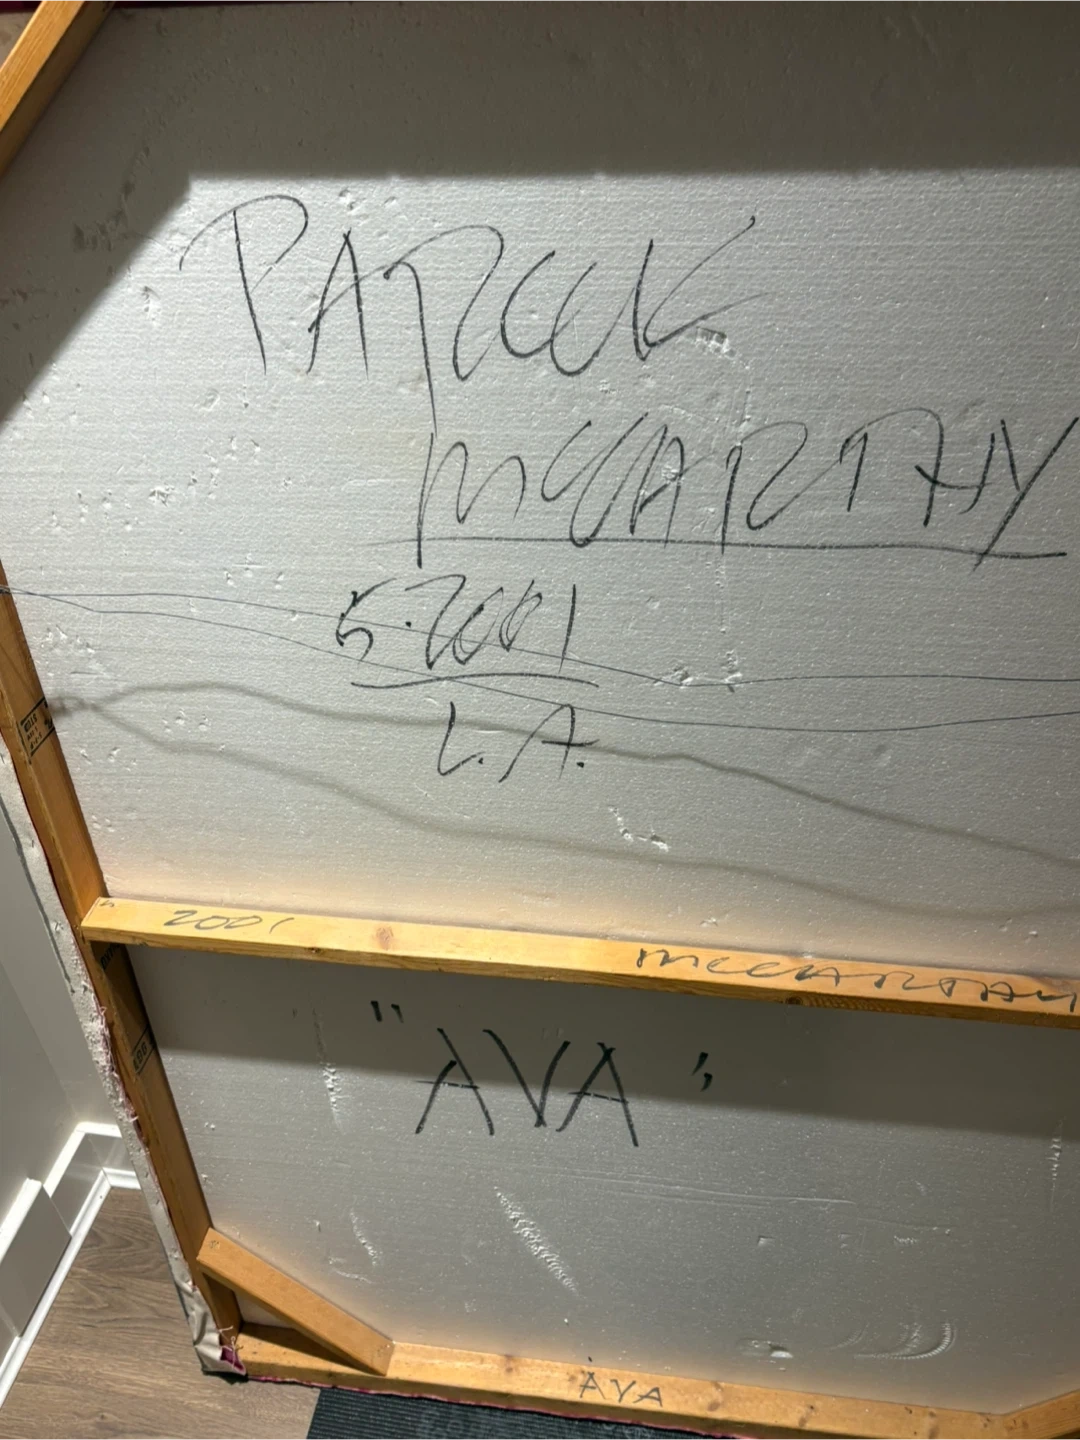 PATRICK
McCARTHY
5.2001
L.A.
2001 McCARTHY
"AVA"
AVA